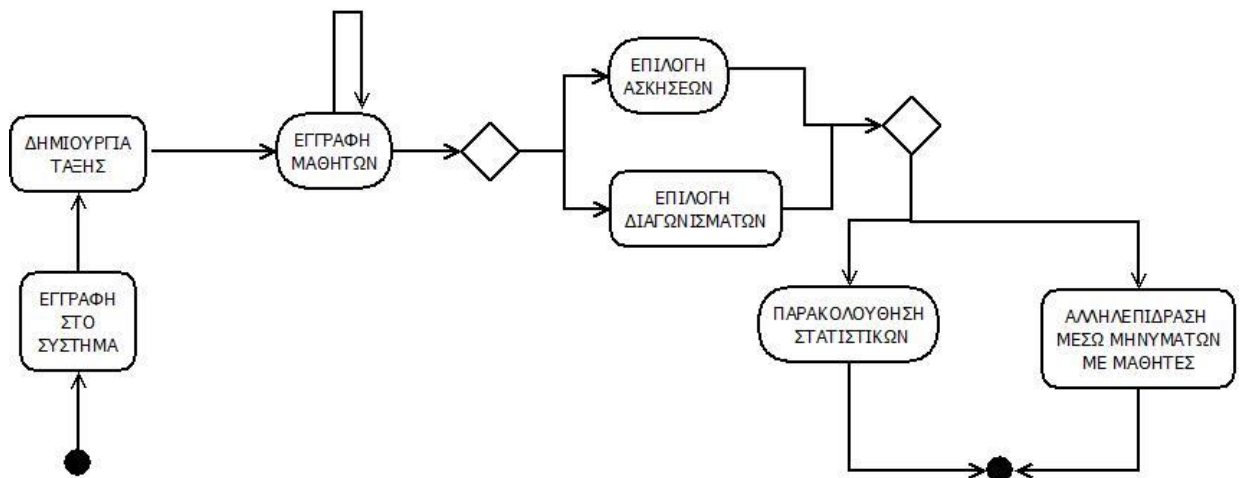 ΕΠΙΛΟΓΗ
ΑΣΚΗΣΕΩΝ
ΔΗΜΙΟΥΡΓΙΑ
ΤΑΞΗΣ
ΕΓΓΡΑΦΗ
ΜΑΘΗΤΩΝ
ΕΠΙΛΟΓΗ
ΔΙΑΓΩΝΙΣΜΑΤΩΝ
ΕΓΓΡΑΦΗ
ΣΤΟ
ΣΥΣΤΗΜΑ
ΠΑΡΑΚΟΛΟΥΘΗΣΗ
ΣΤΑΤΙΣΤΙΚΩΝ
ΑΛΛΗΛΕΠΙΔΡΑΣΗ
ΜΕΣΩ ΜΗΝΥΜΑΤΩΝ
ΜΕ ΜΑΘΗΤΕΣ